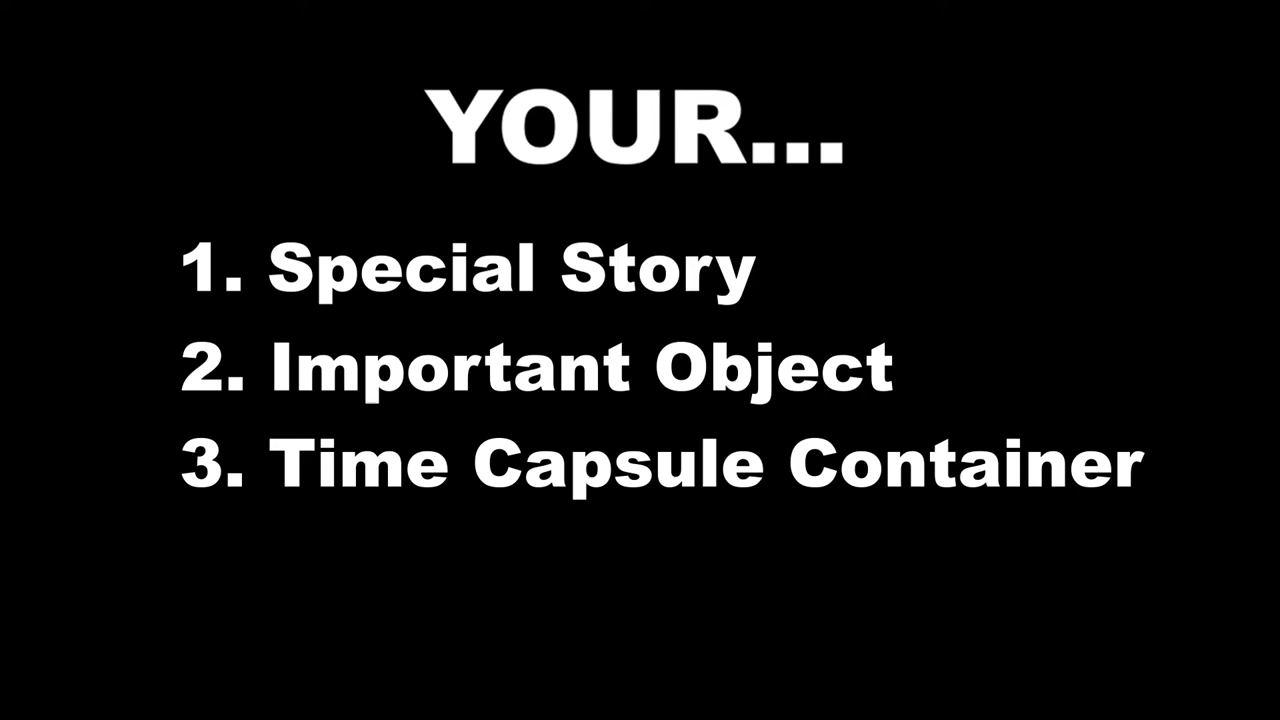 YOUR...
1. Special Story
2. Important Object
3. Time Capsule Container